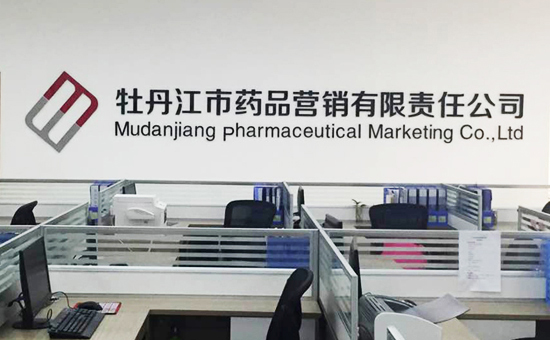 牡丹江市药品营销有限责任公司
Mudanjiang pharmaceutical Marketing Co.,Ltd